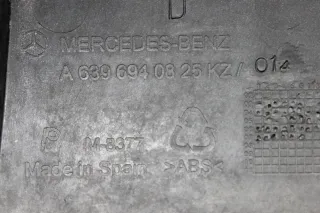 D
MERCEDES-BENZ
A 639 694 08 25 KZ/ 014
M-8377
Made in Spain >ABS<